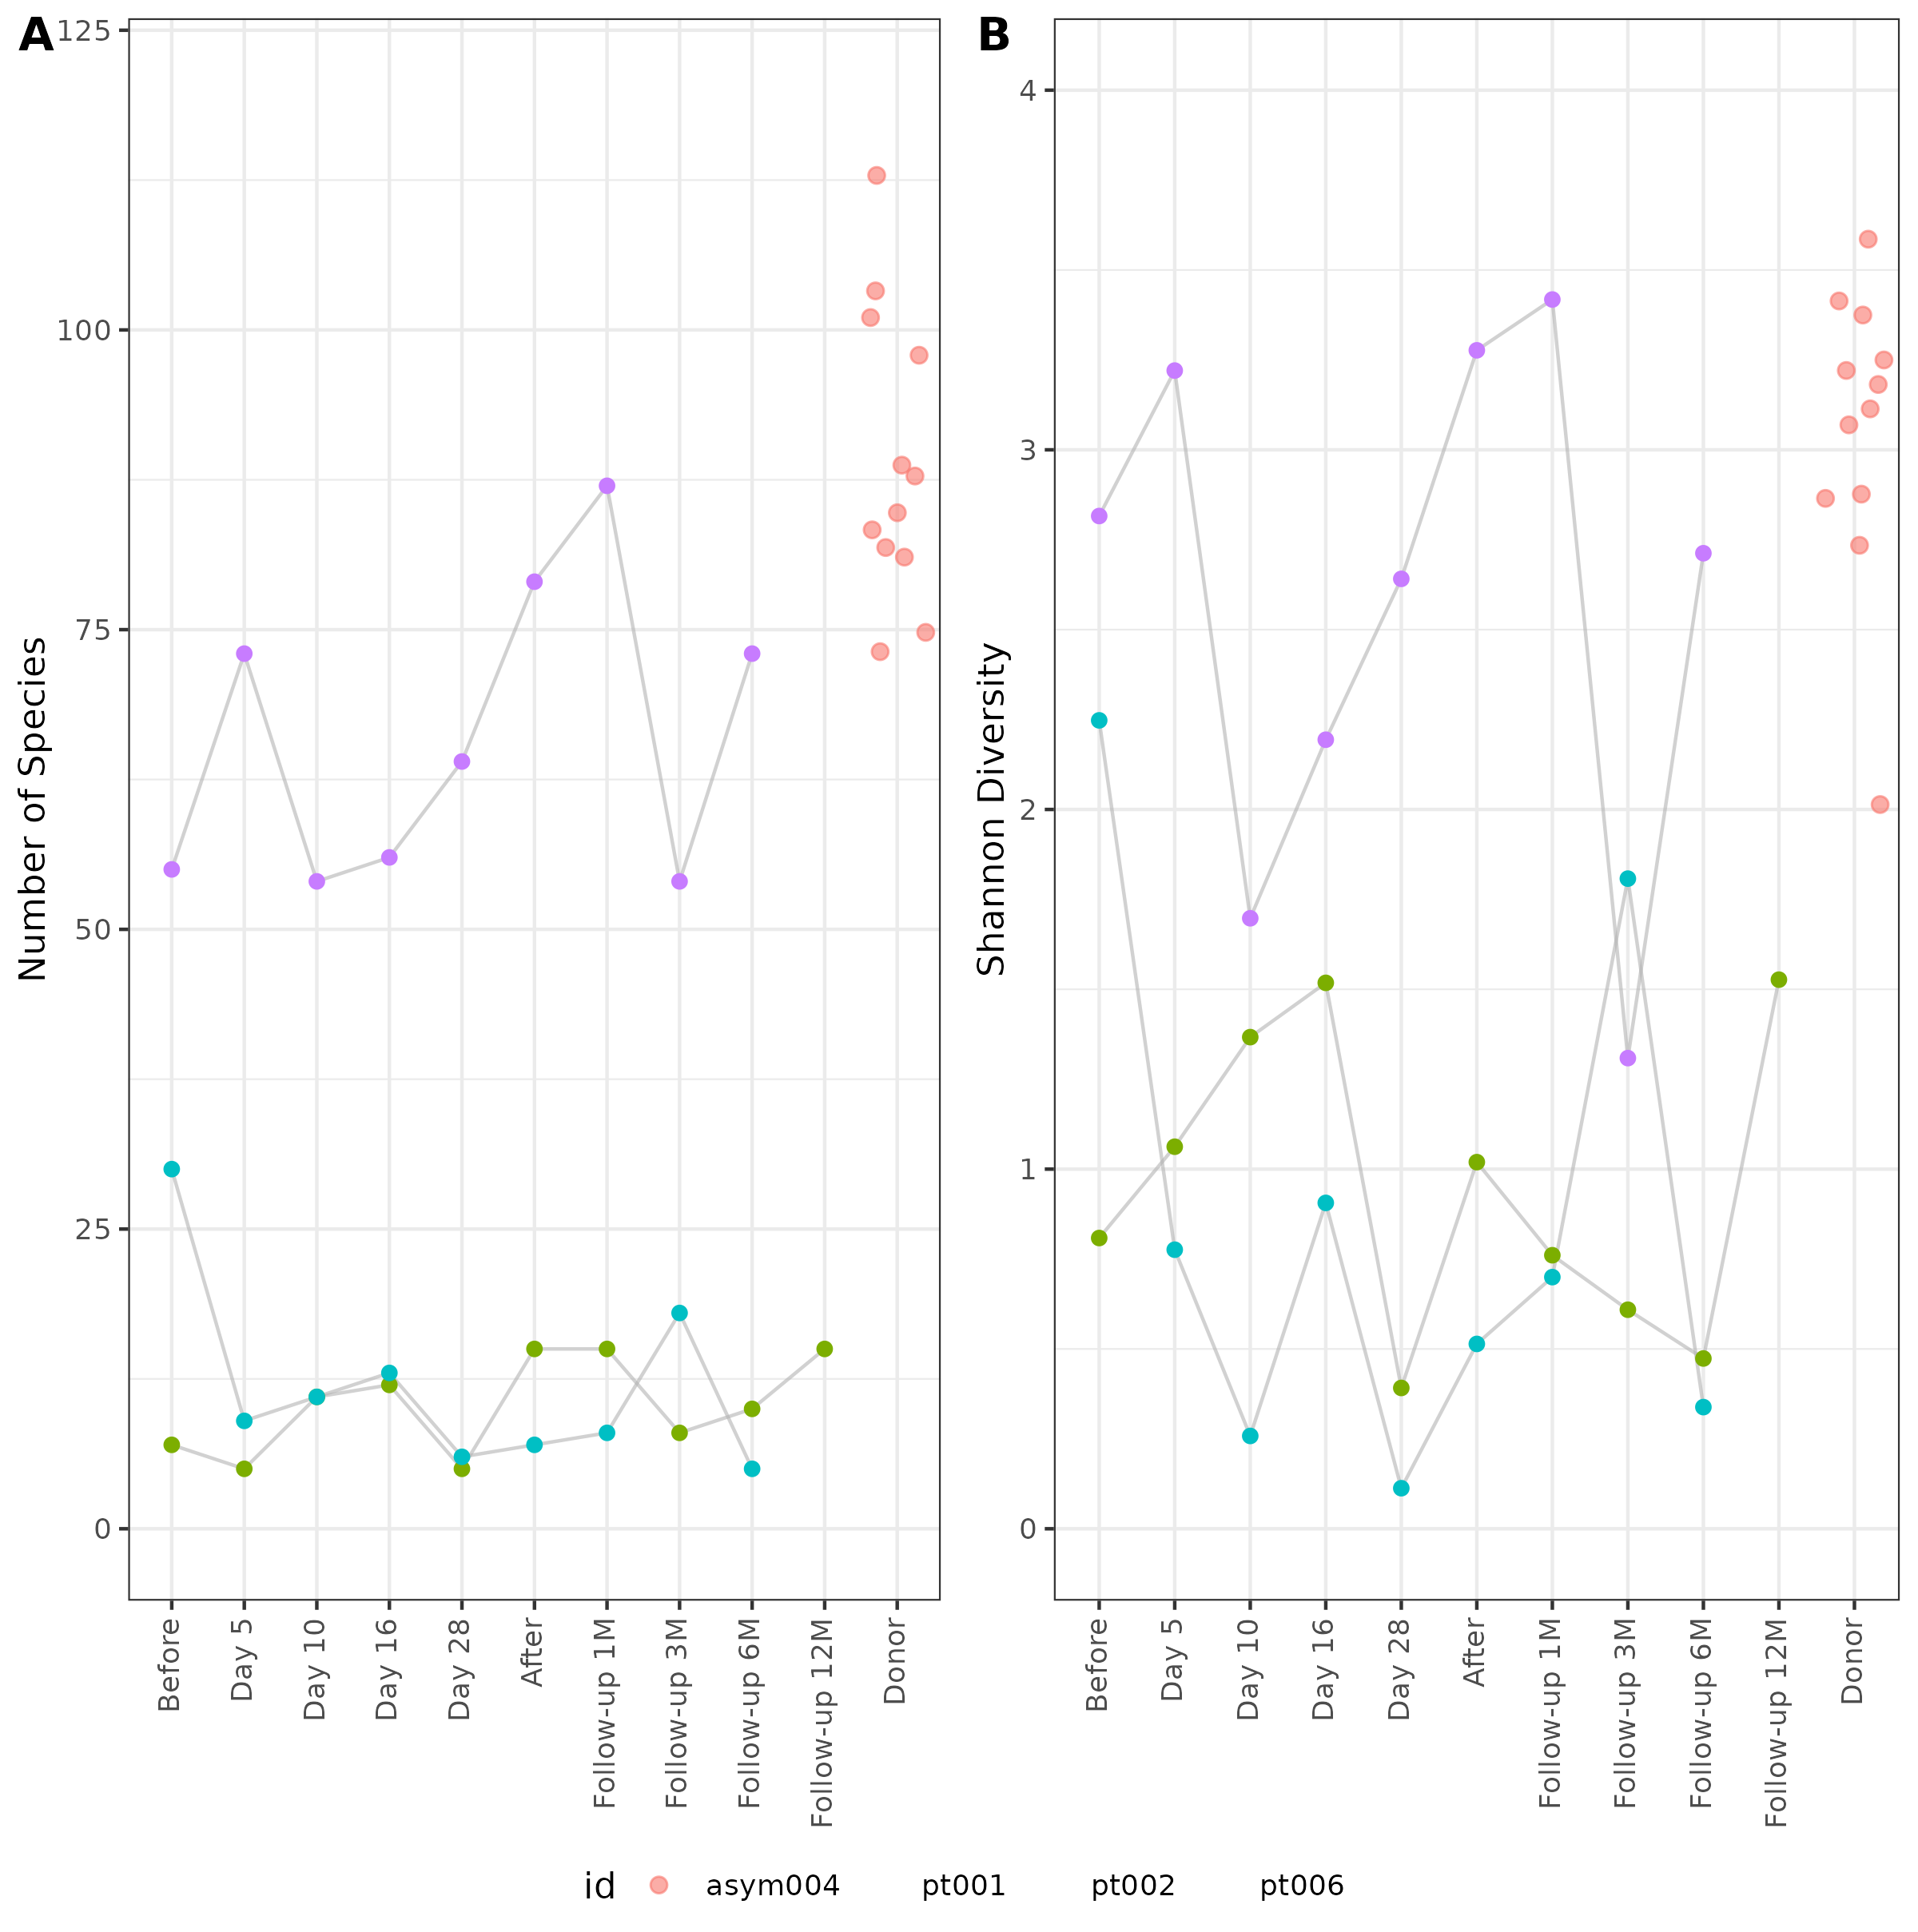 A
125
100
75
50
25
0
Number of Species
Before
Day 5
Day 10
Day 16
Day 28
After
Follow-up 1M
Follow-up 3M
Follow-up 6M
Follow-up 12M
Donor
B
4
3
2
1
0
Shannon Diversity
Before
Day 5
Day 10
Day 16
Day 28
After
Follow-up 1M
Follow-up 3M
Follow-up 6M
Follow-up 12M
Donor
id asym004 pt001 pt002 pt006